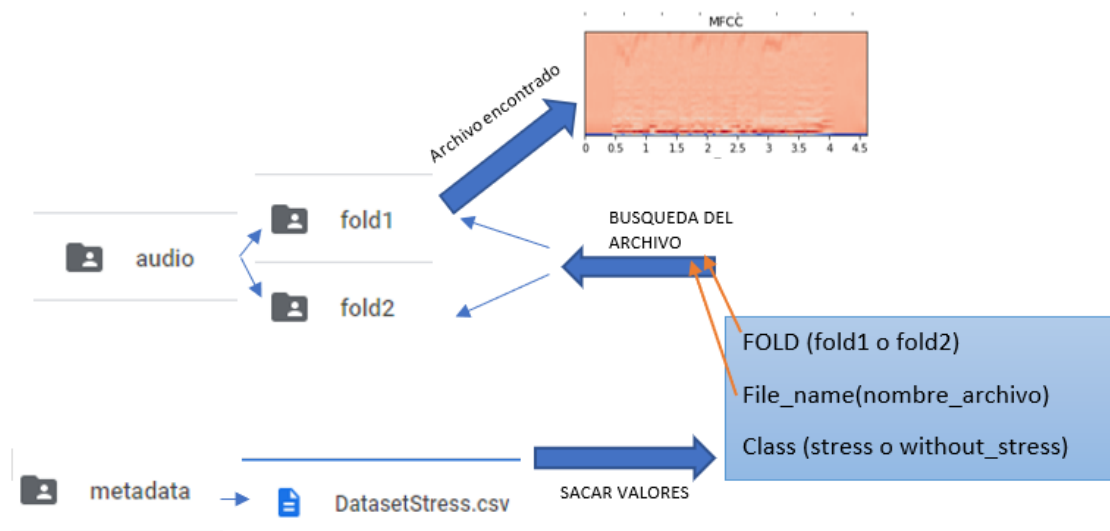 MFCC
0 0.5 1 1.5 2 2.5 3 3.5 4 4.5
Archivo encontrado
fold1
audio
fold2
BUSQUEDA DEL
ARCHIVO
FOLD (fold1 o fold2)
File_name(nombre_archivo)
Class (stress o without_stress)
metadata
DatasetStress.csv
SACAR VALORES